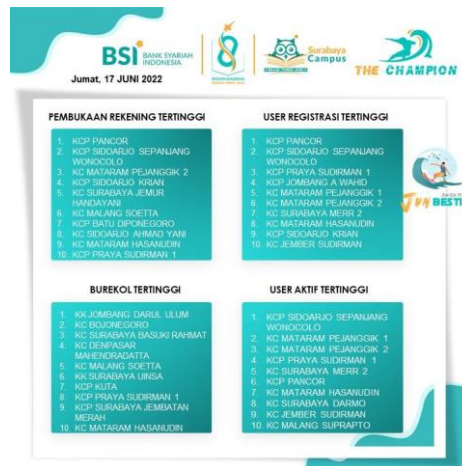 BSI BANK SYARIAH
INDONESIA
Surabaya
Campus
THE CHAMPION
Jumat, 17 JUNI 2022
PEMBUKAAN REKENING TERTINGGI
1. KCP PANCOR
2. KCP SIDOARJO SEPANJANG
WONOCOLO
3. KC MATARAM PEJANGGIK 2
4. KCP SIDOARJO KRIAN
5. KC SURABAYA JEMUR
HANDAYANI
6. KC MALANG SOETTA
7. KCP BATU DIPONEGORO
8. KC SIDOARJO AHMAD YANI
9. KC MATARAM HASANUDIN
10. KCP PRAYA SUDIRMAN 1
USER REGISTRASI TERTINGGI
1. KCP PANCOR
2. KCP SIDOARJO SEPANJANG
WONOCOLO
3. KCP PRAYA SUDIRMAN 1
4. KCP JOMBANG A WAHID
5. KC MATARAM PEJANGGIK 1
6. KC MATARAM PEJANGGIK 2
7. KC SURABAYA MERR 2
8. KC MATARAM HASANUDIN
9. KCP SIDOARJO KRIAN
10. KC JEMBER SUDIRMAN
JUN BESTI
BUREKOL TERTINGGI
1. KK JOMBANG DARUL ULUM
2. KC BOJONEGORO
3. KC SURABAYA BASUKI RAHMAT
4. KC DENPASAR
MAHENDRADATTA
5. KC MALANG SOETTA
6. KK SURABAYA UINSA
7. KCP KUTA
8. KCP PRAYA SUDIRMAN 1
9. KCP SURABAYA JEMBATAN
MERAH
10. KC MATARAM HASANUDIN
USER AKTIF TERTINGGI
1. KCP SIDOARJO SEPANJANG
WONOCOLO
2. KC MATARAM PEJANGGIK 1
3. KC MATARAM PEJANGGIK 2
4. KCP PRAYA SUDIRMAN 1
5. KC SURABAYA MERR 2
6. KCP PANCOR
7. KC MATARAM HASANUDIN
8. KC SURABAYA DARMO
9. KC JEMBER SUDIRMAN
10. KC MALANG SUPRAPTO